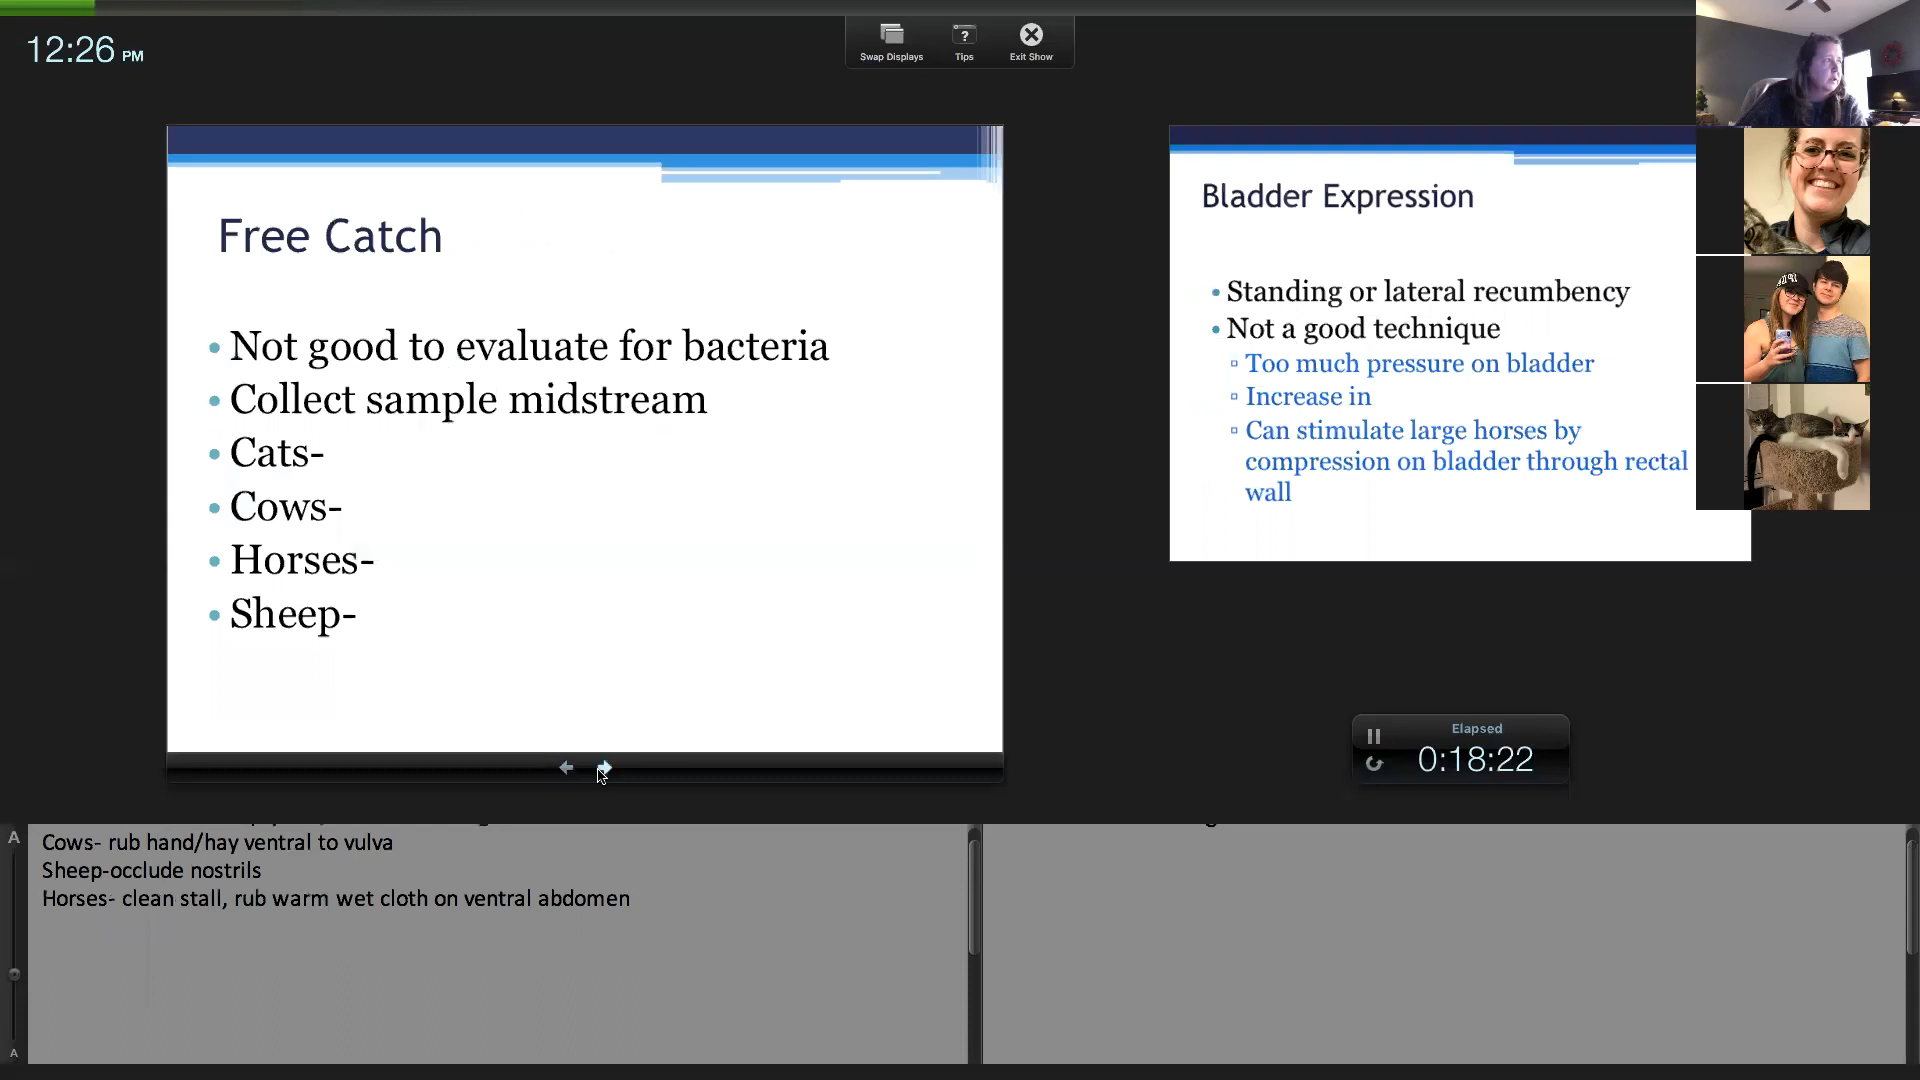 12:26 PM
Swap Displays
Tips
Exit Show
Free Catch
• Not good to evaluate for bacteria
• Collect sample midstream
• Cats-
• Cows-
• Horses-
• Sheep-
Bladder Expression
• Standing or lateral recumbency
• Not a good technique
▫ Too much pressure on bladder
▫ Increase in
▫ Can stimulate large horses by
compression on bladder through rectal
wall
Elapsed
0:18:22
A
Cows- rub hand/hay ventral to vulva
Sheep-occlude nostrils
Horses- clean stall, rub warm wet cloth on ventral abdomen
A